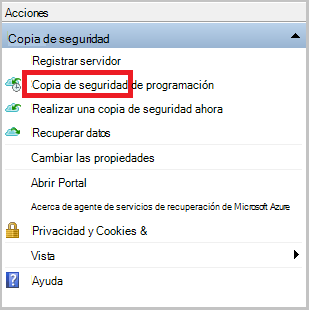 Acciones
Copia de seguridad
Registrar servidor
Copia de seguridad de programación
Realizar una copia de seguridad ahora
Recuperar datos
Cambiar las propiedades
Abrir Portal
Acerca de agente de servicios de recuperación de Microsoft Azure
Privacidad y Cookies &
Vista
Ayuda